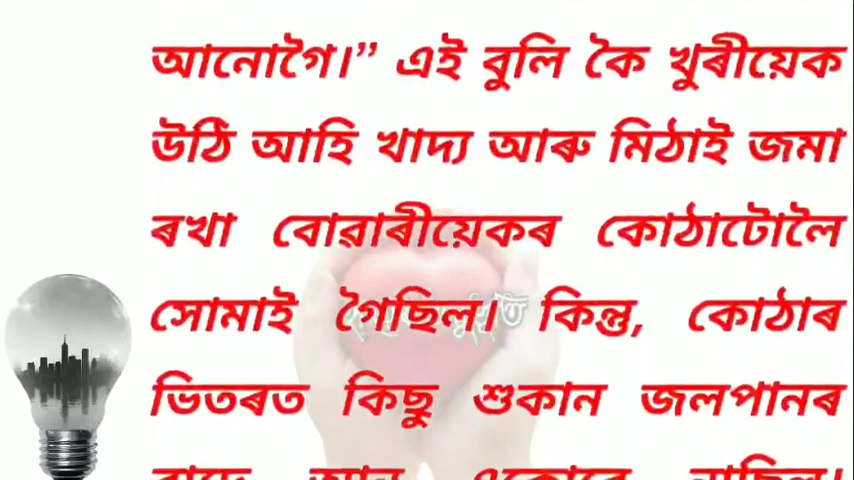 আনোগৈ।” এই বুলি কৈ খুৰীয়েক
উঠি আহি খাদ্য আৰু মিঠাই জমা
ৰখা বোৱাৰীয়েকৰ কোঠাটোলৈ
সোমাই গৈছিল। কিন্তু, কোঠাৰ
ভিতৰত কিছু শুকান জলপানৰ